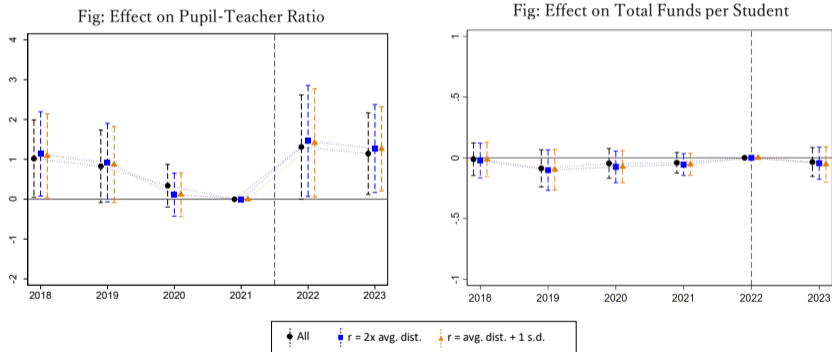 Fig: Effect on Pupil-Teacher Ratio
4
3
2
1
0
-1
-2
2018 2019 2020 2021 2022 2023
Fig: Effect on Total Funds per Student
1
.5
0
-.5
-1
2018 2019 2020 2021 2022 2023
All r = 2x avg. dist. r = avg. dist. + 1 s.d.